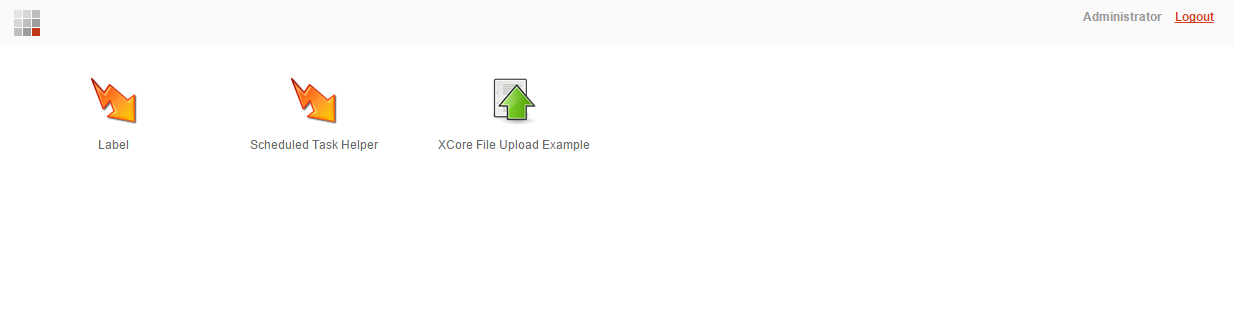 Administrator Logout
Label Scheduled Task Helper XCore File Upload Example